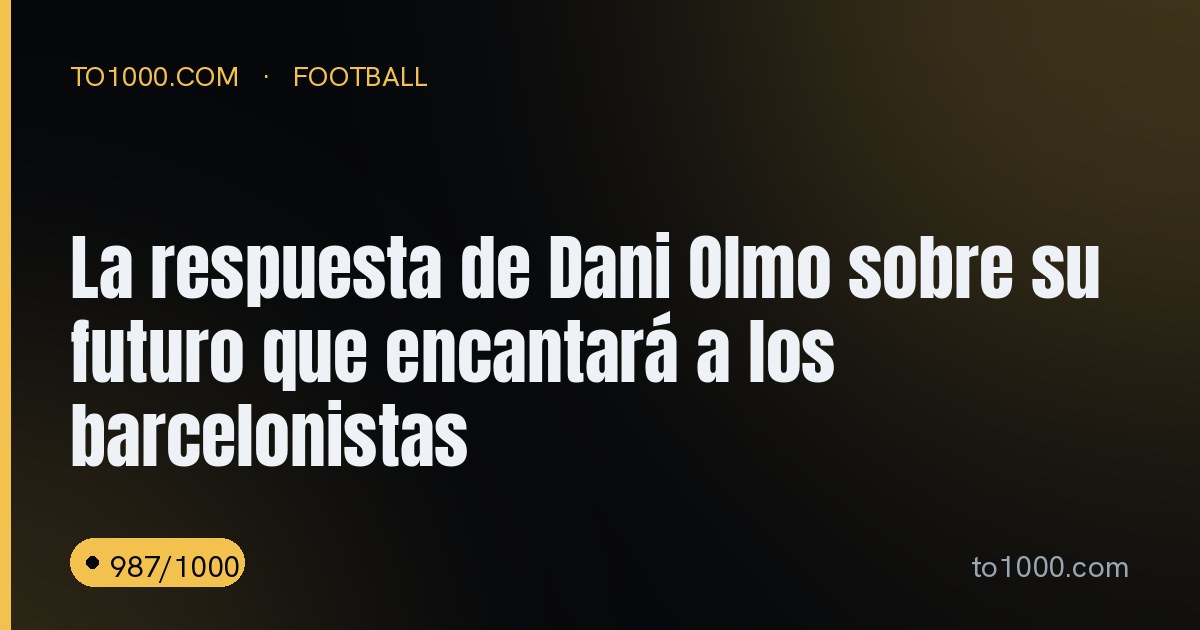 TO1000.COM · FOOTBALL
La respuesta de Dani Olmo sobre su
futuro que encantará a los
barcelonistas
987/1000
to1000.com